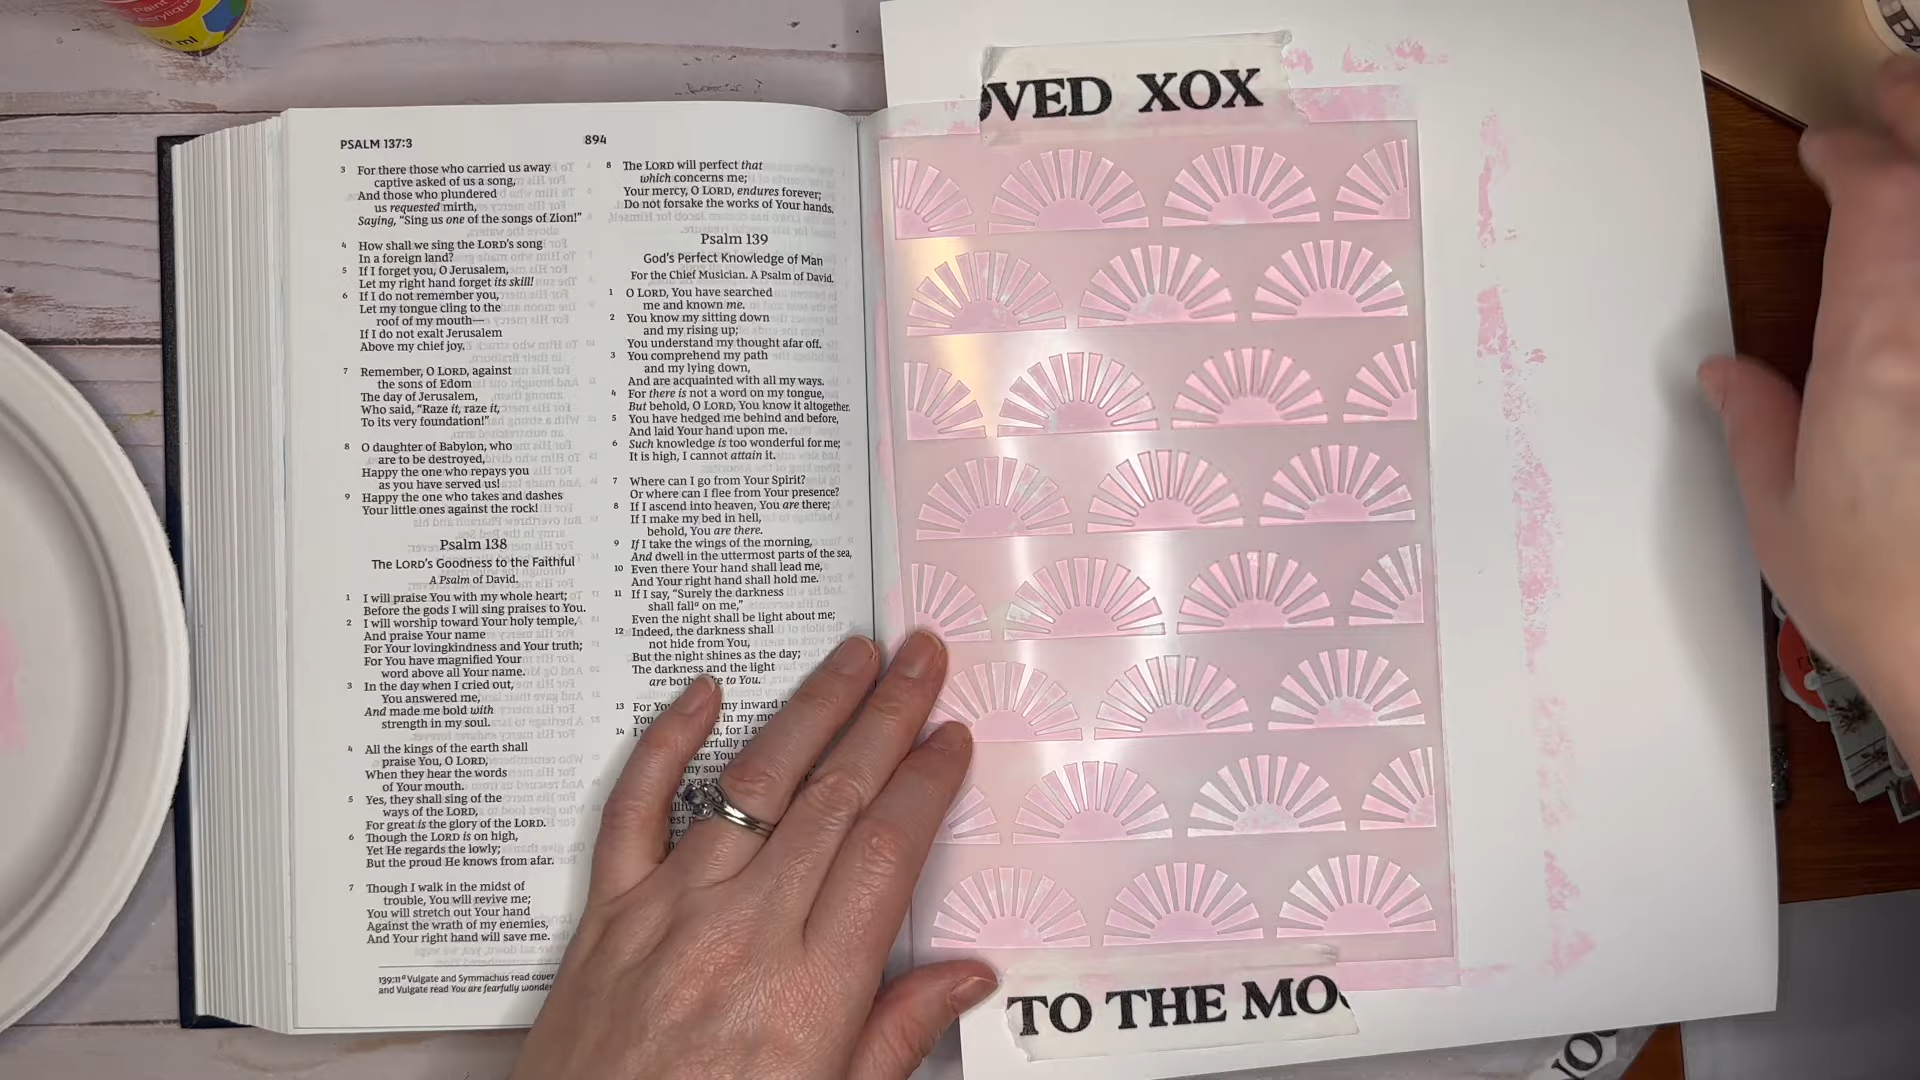 Paint
Acrylique
ml
PSALM 137:3
894
3 For there those who carried us away
captive asked of us a song,
And those who plundered
us requested mirth,
Saying, “Sing us one of the songs of Zion!”
4 How shall we sing the LORD’s song
In a foreign land?
5 If I forget you, O Jerusalem,
Let my right hand forget its skill!
6 If I do not remember you,
Let my tongue cling to the
roof of my mouth—
If I do not exalt Jerusalem
Above my chief joy.
7 Remember, O LORD, against
the sons of Edom
The day of Jerusalem,
Who said, “Raze it, raze it,
To its very foundation!”
8 O daughter of Babylon, who
are to be destroyed,
Happy the one who repays you
as you have served us!
9 Happy the one who takes and dashes
Your little ones against the rock!
Psalm 138
The LORD’s Goodness to the Faithful
A Psalm of David.
1 I will praise You with my whole heart;
Before the gods I will sing praises to You.
2 I will worship toward Your holy temple,
And praise Your name
For Your lovingkindness and Your truth;
For You have magnified Your
word above all Your name.
3 In the day when I cried out,
You answered me,
And made me bold with
strength in my soul.
4 All the kings of the earth shall
praise You, O LORD,
When they hear the words
of Your mouth.
5 Yes, they shall sing of the
ways of the LORD,
For great is the glory of the LORD.
6 Though the LORD is on high,
Yet He regards the lowly;
But the proud He knows from afar.
7 Though I walk in the midst of
trouble, You will revive me;
You will stretch out Your hand
Against the wrath of my enemies,
And Your right hand will save me.
8 The LORD will perfect that
which concerns me;
Your mercy, O LORD, endures forever;
Do not forsake the works of Your hands.
Psalm 139
God’s Perfect Knowledge of Man
For the Chief Musician. A Psalm of David.
1 O LORD, You have searched
me and known me.
2 You know my sitting down
and my rising up;
You understand my thought afar off.
3 You comprehend my path
and my lying down,
And are acquainted with all my ways.
4 For there is not a word on my tongue,
But behold, O LORD, You know it altogether.
5 You have hedged me behind and before,
And laid Your hand upon me.
6 Such knowledge is too wonderful for me;
It is high, I cannot attain it.
7 Where can I go from Your Spirit?
Or where can I flee from Your presence?
8 If I ascend into heaven, You are there;
If I make my bed in hell,
behold, You are there.
9 If I take the wings of the morning,
And dwell in the uttermost parts of the sea,
10 Even there Your hand shall lead me,
And Your right hand shall hold me.
11 If I say, “Surely the darkness
shall fallᵃ on me,”
Even the night shall be light about me;
12 Indeed, the darkness shall
not hide from You,
But the night shines as the day;
The darkness and the light
are both to You.
13 For my inward
in my
14 for I
139:11ᵃ Vulgate and Symmachus read cover
and Vulgate read You are fearfully
OVED XOX
TO THE MO